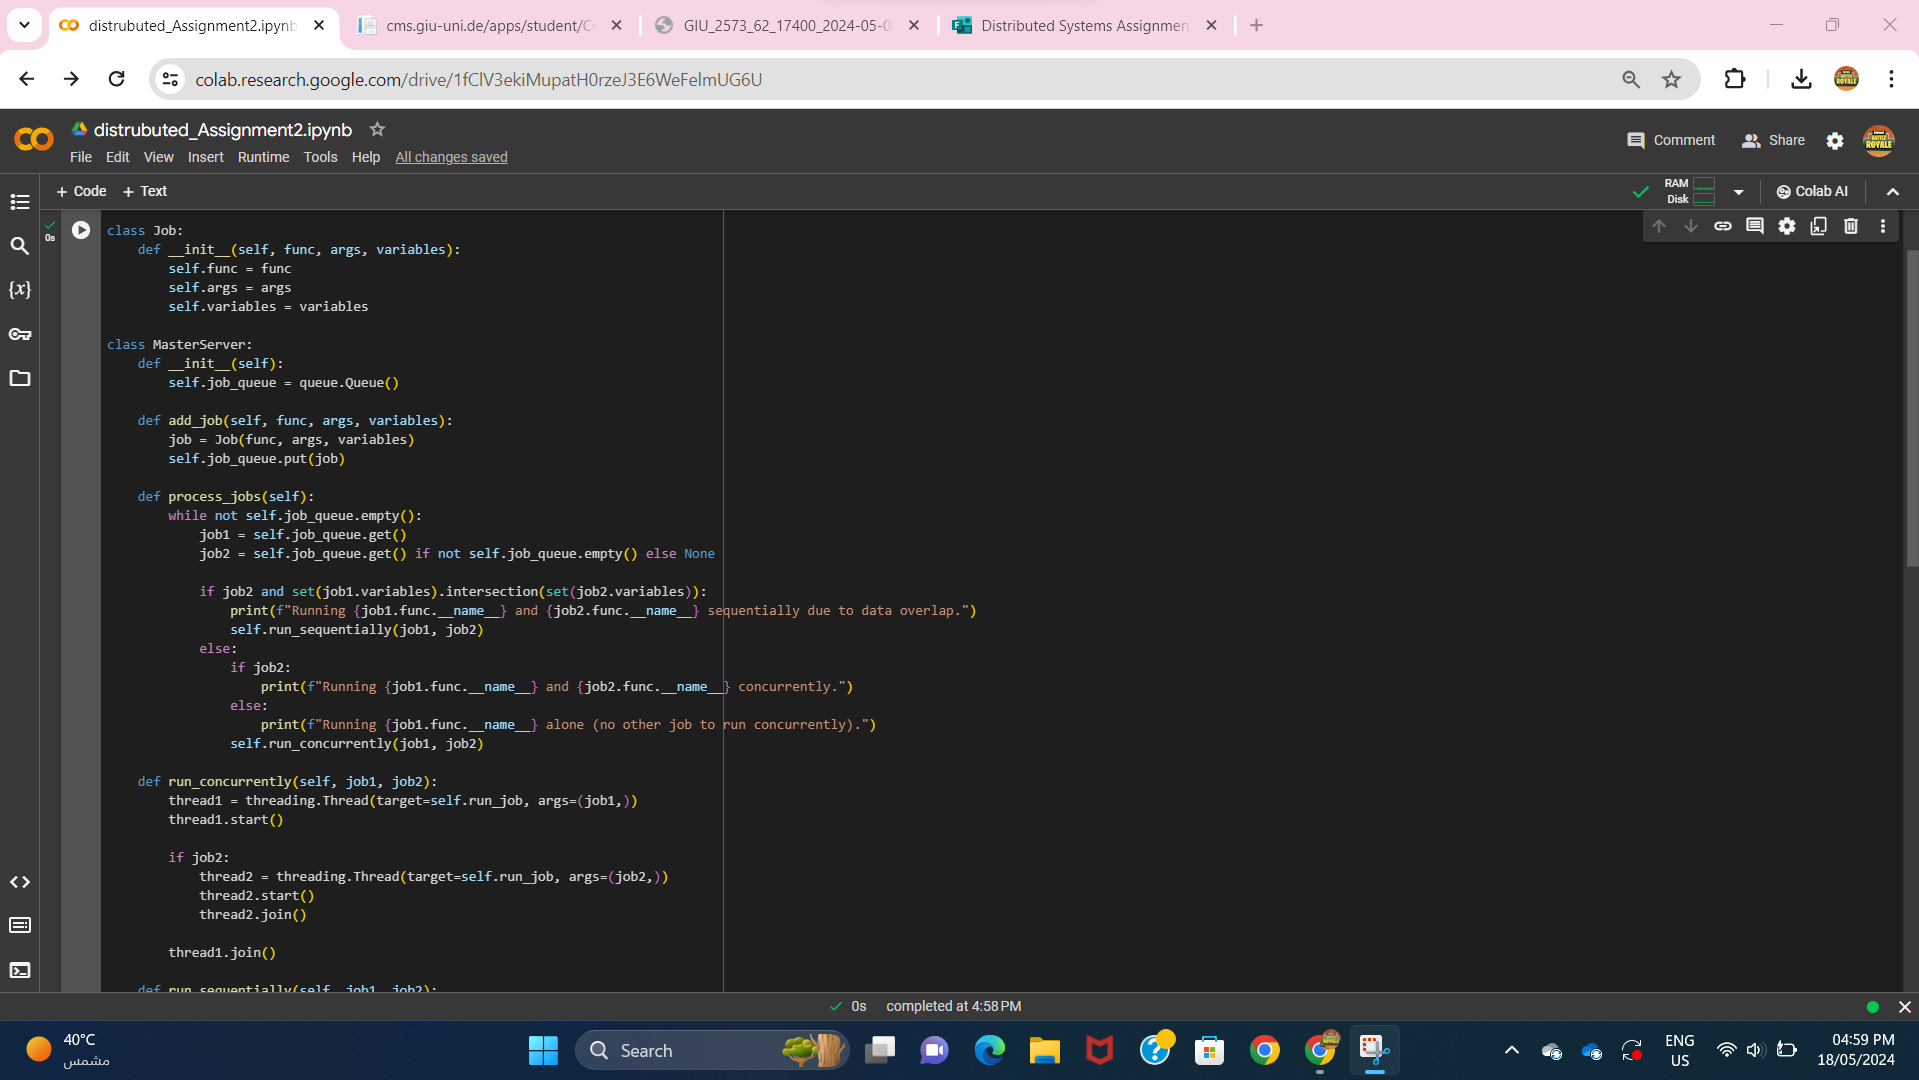 distrubuted_Assignment2.ipynb
cms.giu-uni.de/apps/student/Co
GIU_2573_62_17400_2024-05-0
Distributed Systems Assignmen
colab.research.google.com/drive/1fClV3ekiMupatH0rzeJ3E6WeFelmUG6U
distrubuted_Assignment2.ipynb
File Edit View Insert Runtime Tools Help All changes saved
Comment Share
+ Code + Text
RAM
Disk
Colab AI
0s
class Job:
    def __init__(self, func, args, variables):
        self.func = func
        self.args = args
        self.variables = variables
class MasterServer:
    def __init__(self):
        self.job_queue = queue.Queue()
    def add_job(self, func, args, variables):
        job = Job(func, args, variables)
        self.job_queue.put(job)
    def process_jobs(self):
        while not self.job_queue.empty():
            job1 = self.job_queue.get()
            job2 = self.job_queue.get() if not self.job_queue.empty() else None
            if job2 and set(job1.variables).intersection(set(job2.variables)):
                print(f"Running {job1.func.__name__} and {job2.func.__name__} sequentially due to data overlap.")
                self.run_sequentially(job1, job2)
            else:
                if job2:
                    print(f"Running {job1.func.__name__} and {job2.func.__name__} concurrently.")
                else:
                    print(f"Running {job1.func.__name__} alone (no other job to run concurrently).")
                self.run_concurrently(job1, job2)
    def run_concurrently(self, job1, job2):
        thread1 = threading.Thread(target=self.run_job, args=(job1,))
        thread1.start()
        if job2:
            thread2 = threading.Thread(target=self.run_job, args=(job2,))
            thread2.start()
            thread2.join()
        thread1.join()
    def run_sequentially(self, job1, job2):
0s completed at 4:58 PM
40°C
مشمس
Search
ENG
US
04:59 PM
18/05/2024